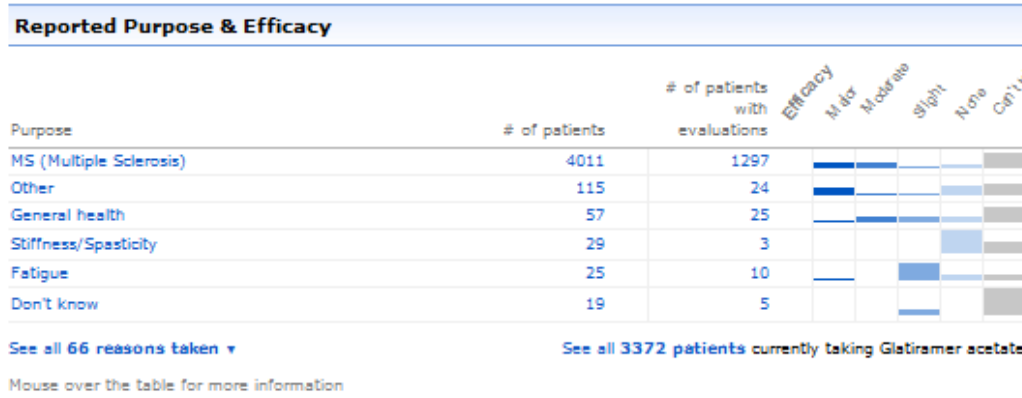 Reported Purpose & Efficacy
Purpose
# of patients
# of patients
with
evaluations
Efficacy
Major
Moderate
Slight
None
MS (Multiple Sclerosis) 4011 1297
Other 115 24
General health 57 25
Stiffness/Spasticity 29 3
Fatigue 25 10
Don't know 19 5
See all 66 reasons taken ▾ See all 3372 patients currently taking Glatiramer acetate
Mouse over the table for more information